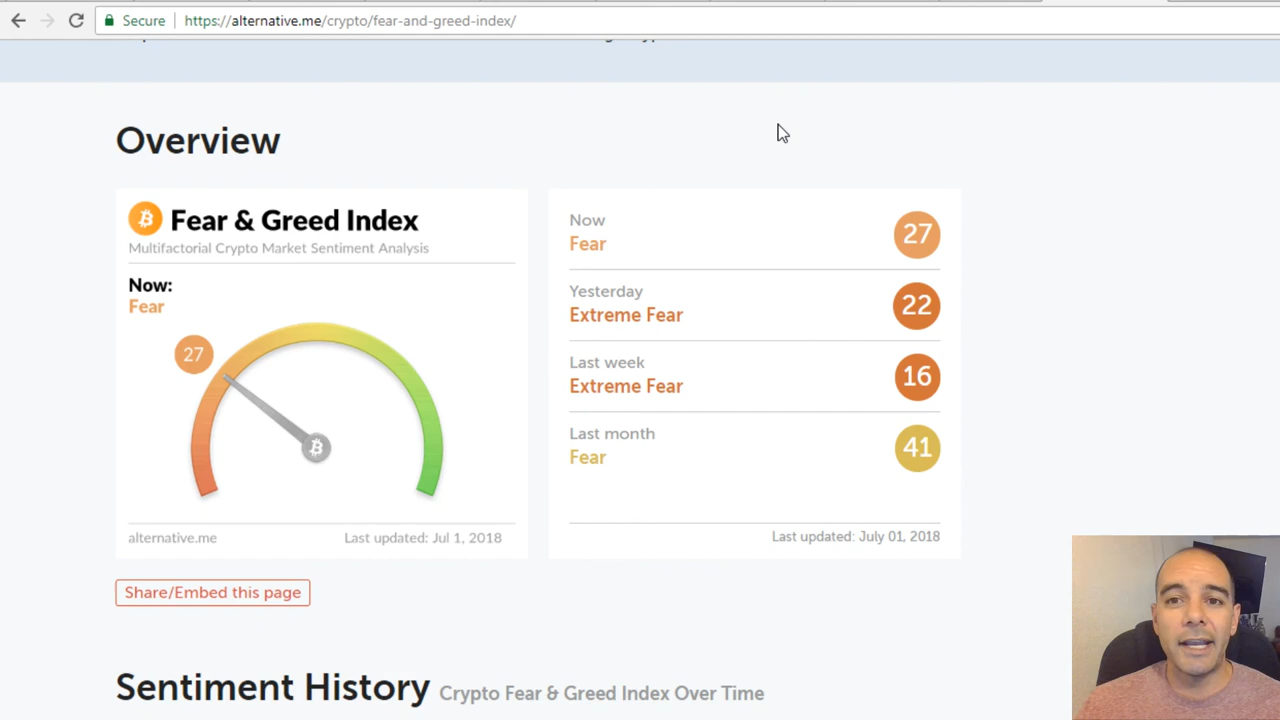 Secure
https://alternative.me/crypto/fear-and-greed-index/
Overview
Fear & Greed Index
Multifactorial Crypto Market Sentiment Analysis
Now:
Fear
27
alternative.me
Last updated: Jul 1, 2018
Now
Fear
27
Yesterday
Extreme Fear
22
Last week
Extreme Fear
16
Last month
Fear
41
Last updated: July 01, 2018
Share/Embed this page
Sentiment History Crypto Fear & Greed Index Over Time